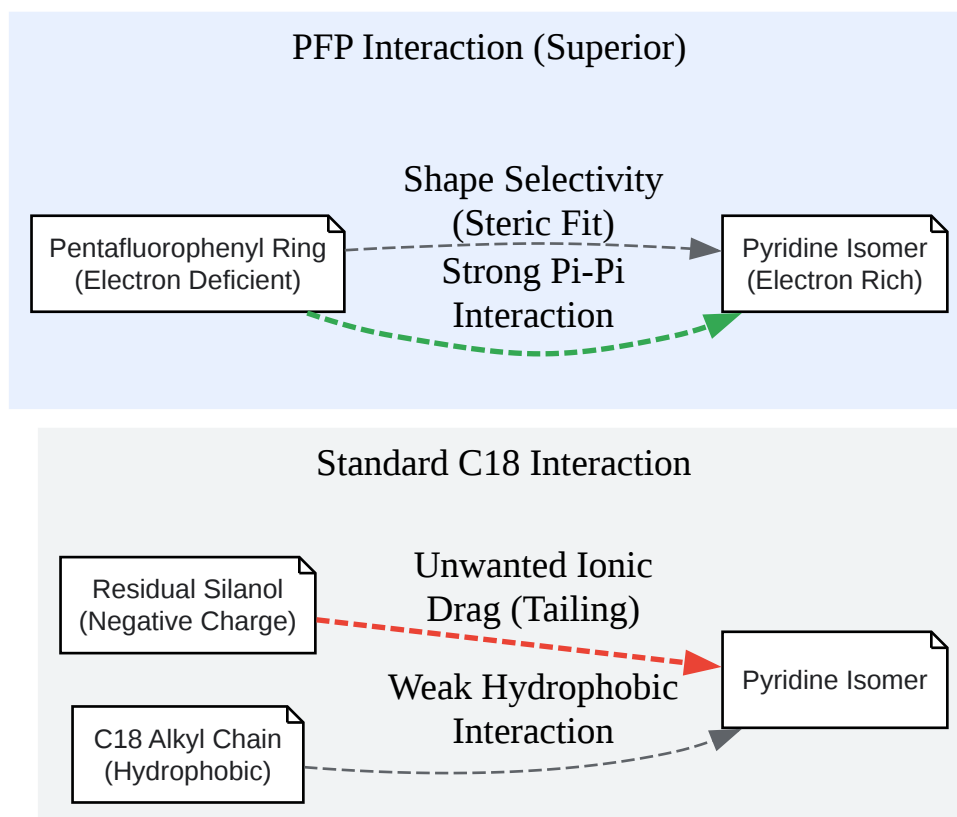 PFP Interaction (Superior)
Shape Selectivity
(Steric Fit)
Pentafluorophenyl Ring
(Electron Deficient)
Strong Pi-Pi
Interaction
Pyridine Isomer
(Electron Rich)
Standard C18 Interaction
Residual Silanol
(Negative Charge)
Unwanted Ionic
Drag (Tailing)
Pyridine Isomer
Weak Hydrophobic
Interaction
C18 Alkyl Chain
(Hydrophobic)